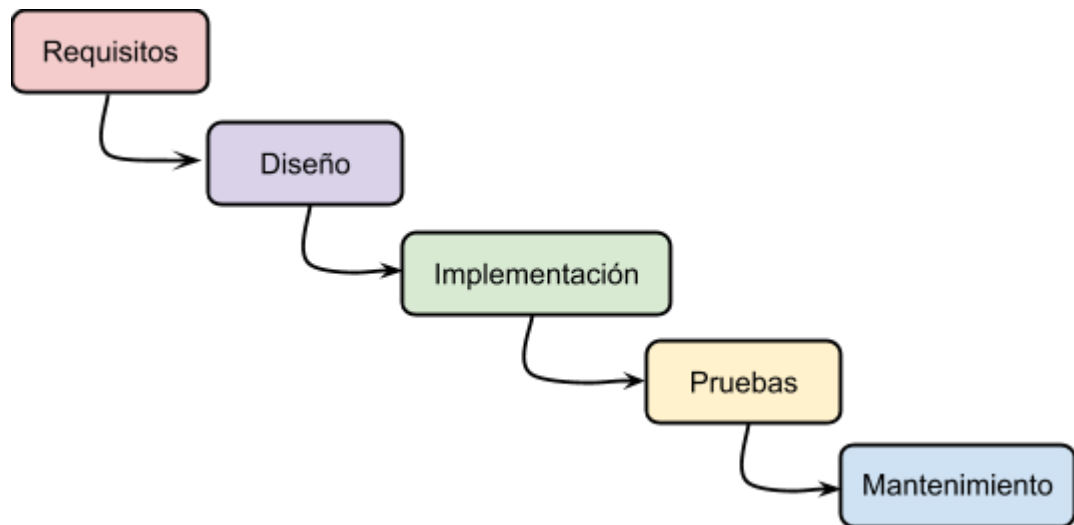 Requisitos
Diseño
Implementación
Pruebas
Mantenimiento